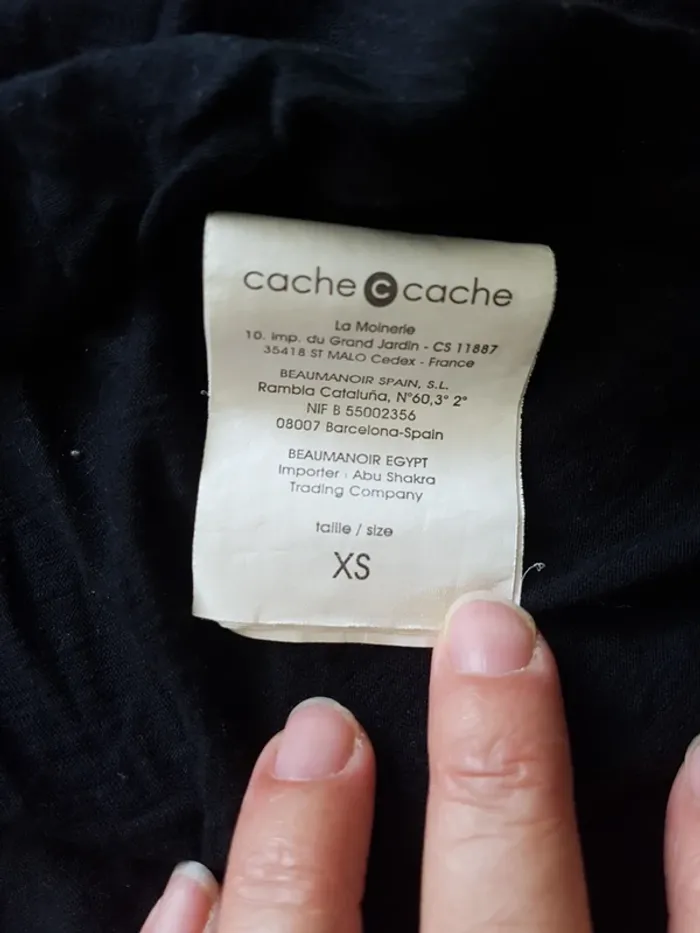 cache c cache
La Moinerie
10. Imp. du Grand Jardin - CS 11887
35418 ST MALO Cedex - France
BEAUMANOIR SPAIN, S.L.
Rambla Cataluña, N°60,3° 2°
NIF B 55002356
08007 Barcelona-Spain
BEAUMANOIR EGYPT
Importer : Abu Shakra
Trading Company
taille / size
XS